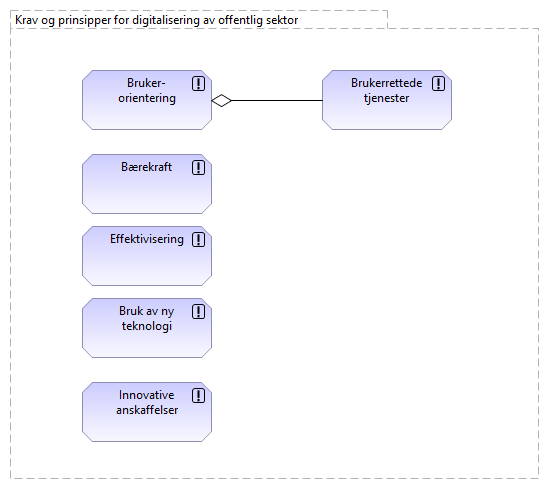 Krav og prinsipper for digitalisering av offentlig sektor
Bruker-
orientering
Brukerrettede
tjenester
Bærekraft
Effektivisering
Bruk av ny
teknologi
Innovative
anskaffelser